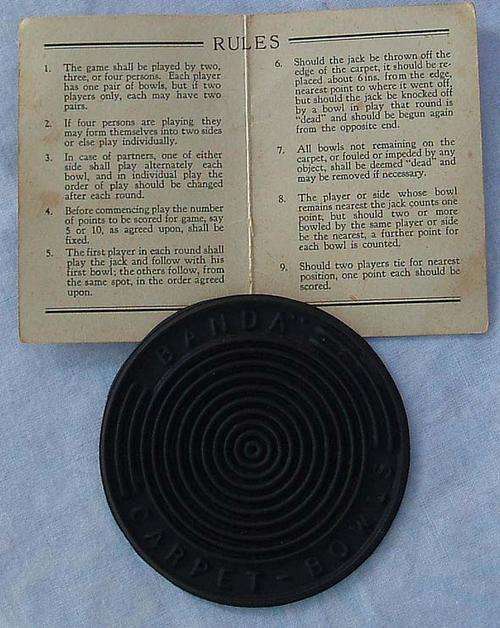 RULES
1. The game shall be played by two,
three, or four persons. Each player
has one pair of bowls, but if two
players only, each may have two
pairs.
2. If four persons are playing they
may form themselves into two sides
or else play individually.
3. In case of partners, one of either
side shall play alternately each
bowl, and in individual play the
order of play should be changed
after each round.
4. Before commencing play the number
of points to be scored for game, say
5 or 10, as agreed upon, shall be
fixed.
5. The first player in each round shall
play the jack and follow with his
first bowl; the others follow, from
the same spot, in the order agreed
upon.
6. Should the jack be thrown off the
edge of the carpet, it should be re-
placed about 6 ins. from the edge,
nearest point to where it went off,
but should the jack be knocked off
by a bowl in play that round is
"dead" and should be begun again
from the opposite end.
7. All bowls not remaining on the
carpet, or fouled or impeded by any
object, shall be deemed "dead" and
may be removed if necessary.
8. The player or side whose bowl
remains nearest the jack counts one
point, but should two or more
bowled by the same player or side
be the nearest, a further point for
each bowl is counted.
9. Should two players tie for nearest
position, one point each should be
scored.
"BANDA"
CARPET-BOWLS